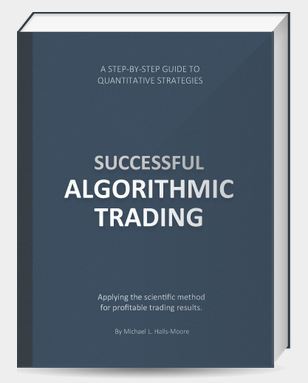 A STEP-BY-STEP GUIDE TO
QUANTITATIVE STRATEGIES
SUCCESSFUL
ALGORITHMIC
TRADING
Applying the scientific method
for profitable trading results.
By Michael L. Halls-Moore